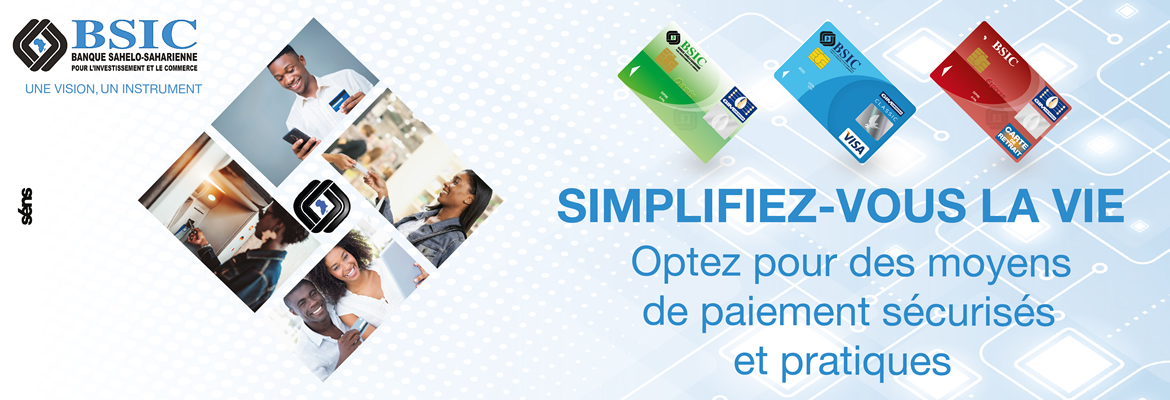 BSIC
BANQUE SAHELO-SAHARIENNE
POUR L'INVESTISSEMENT ET LE COMMERCE
UNE VISION, UN INSTRUMENT
séns
BSIC
BSIC
CLASSIC
VISA
BSIC
CARTE
RETRAIT
SIMPLIFIEZ-VOUS LA VIE
Optez pour des moyens
de paiement sécurisés
et pratiques